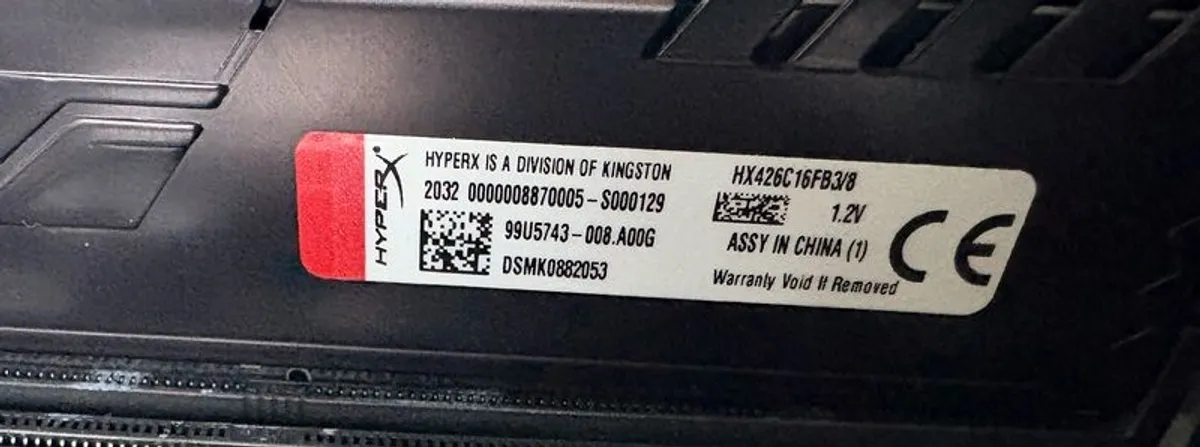 HYPERX
HYPERX IS A DIVISION OF KINGSTON
2032 0000008870005-S000129
99U5743-008.A00G
DSMK0882053
HX426C16FB3/8
1.2V
ASSY IN CHINA (1)
Warranty Void If Removed
CE